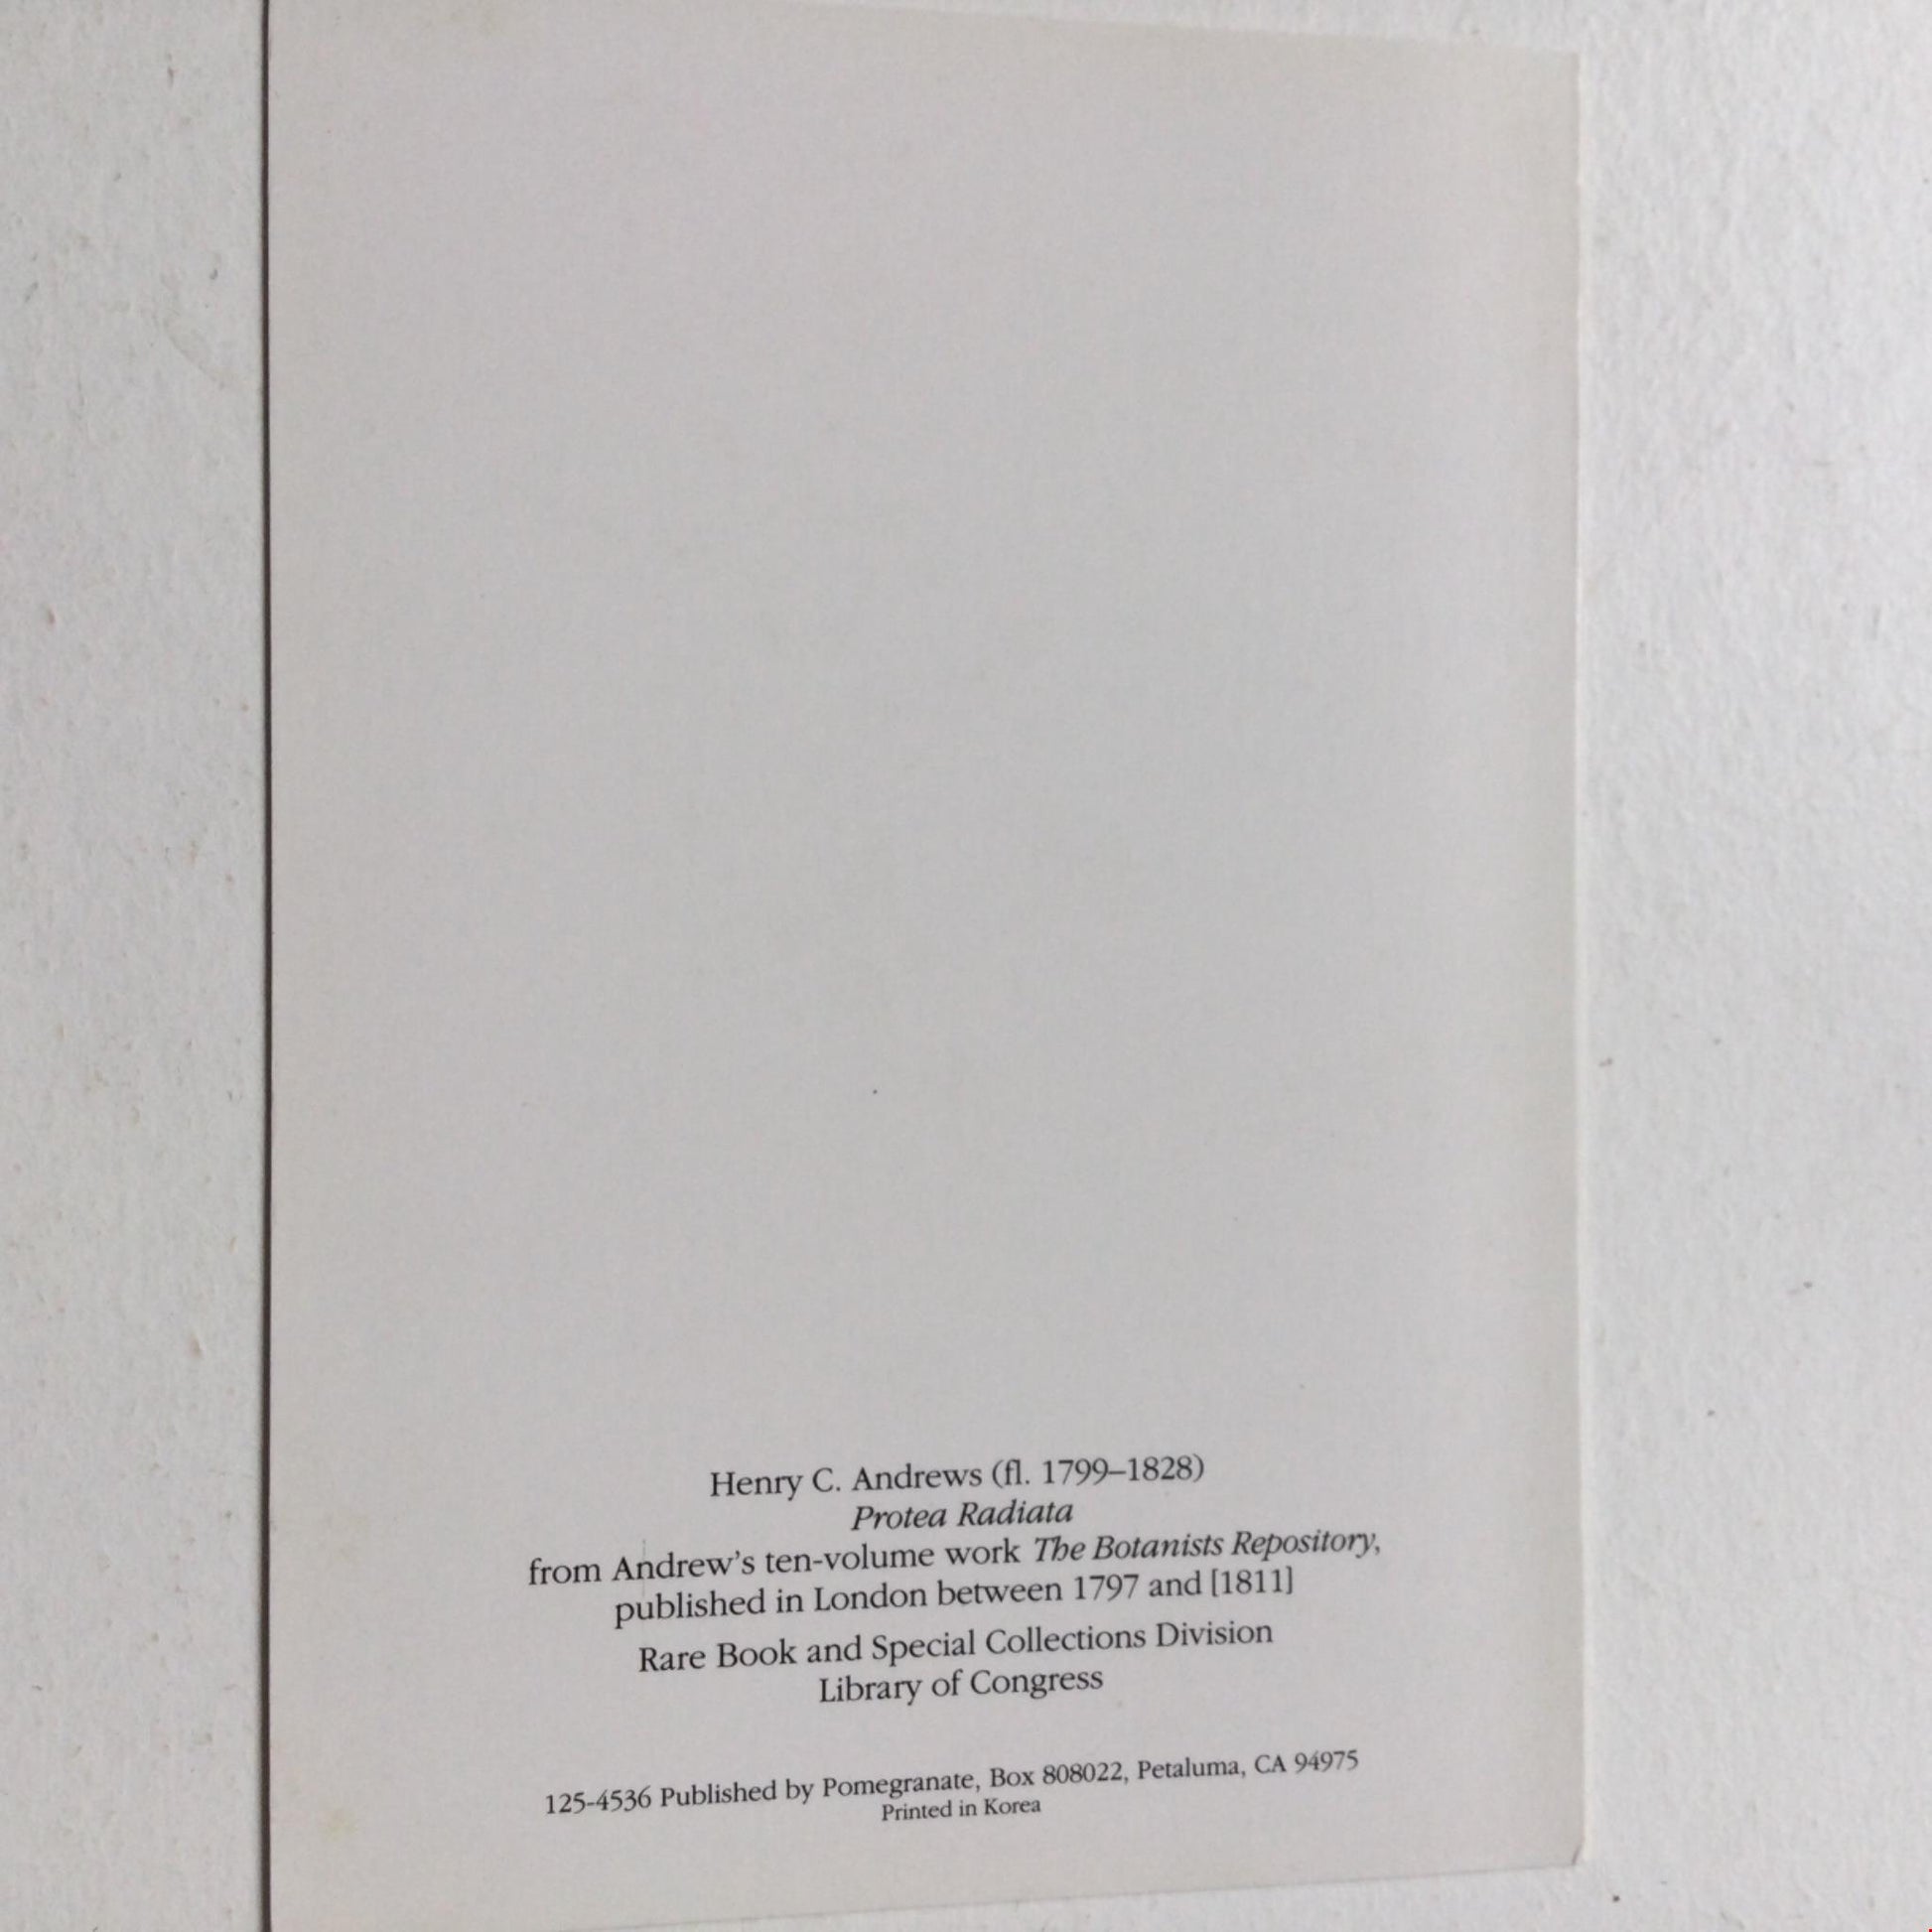 Henry C. Andrews (fl. 1799–1828)
Protea Radiata
from Andrew's ten-volume work The Botanists Repository,
published in London between 1797 and [1811]
Rare Book and Special Collections Division
Library of Congress
125-4536 Published by Pomegranate, Box 808022, Petaluma, CA 94975
Printed in Korea